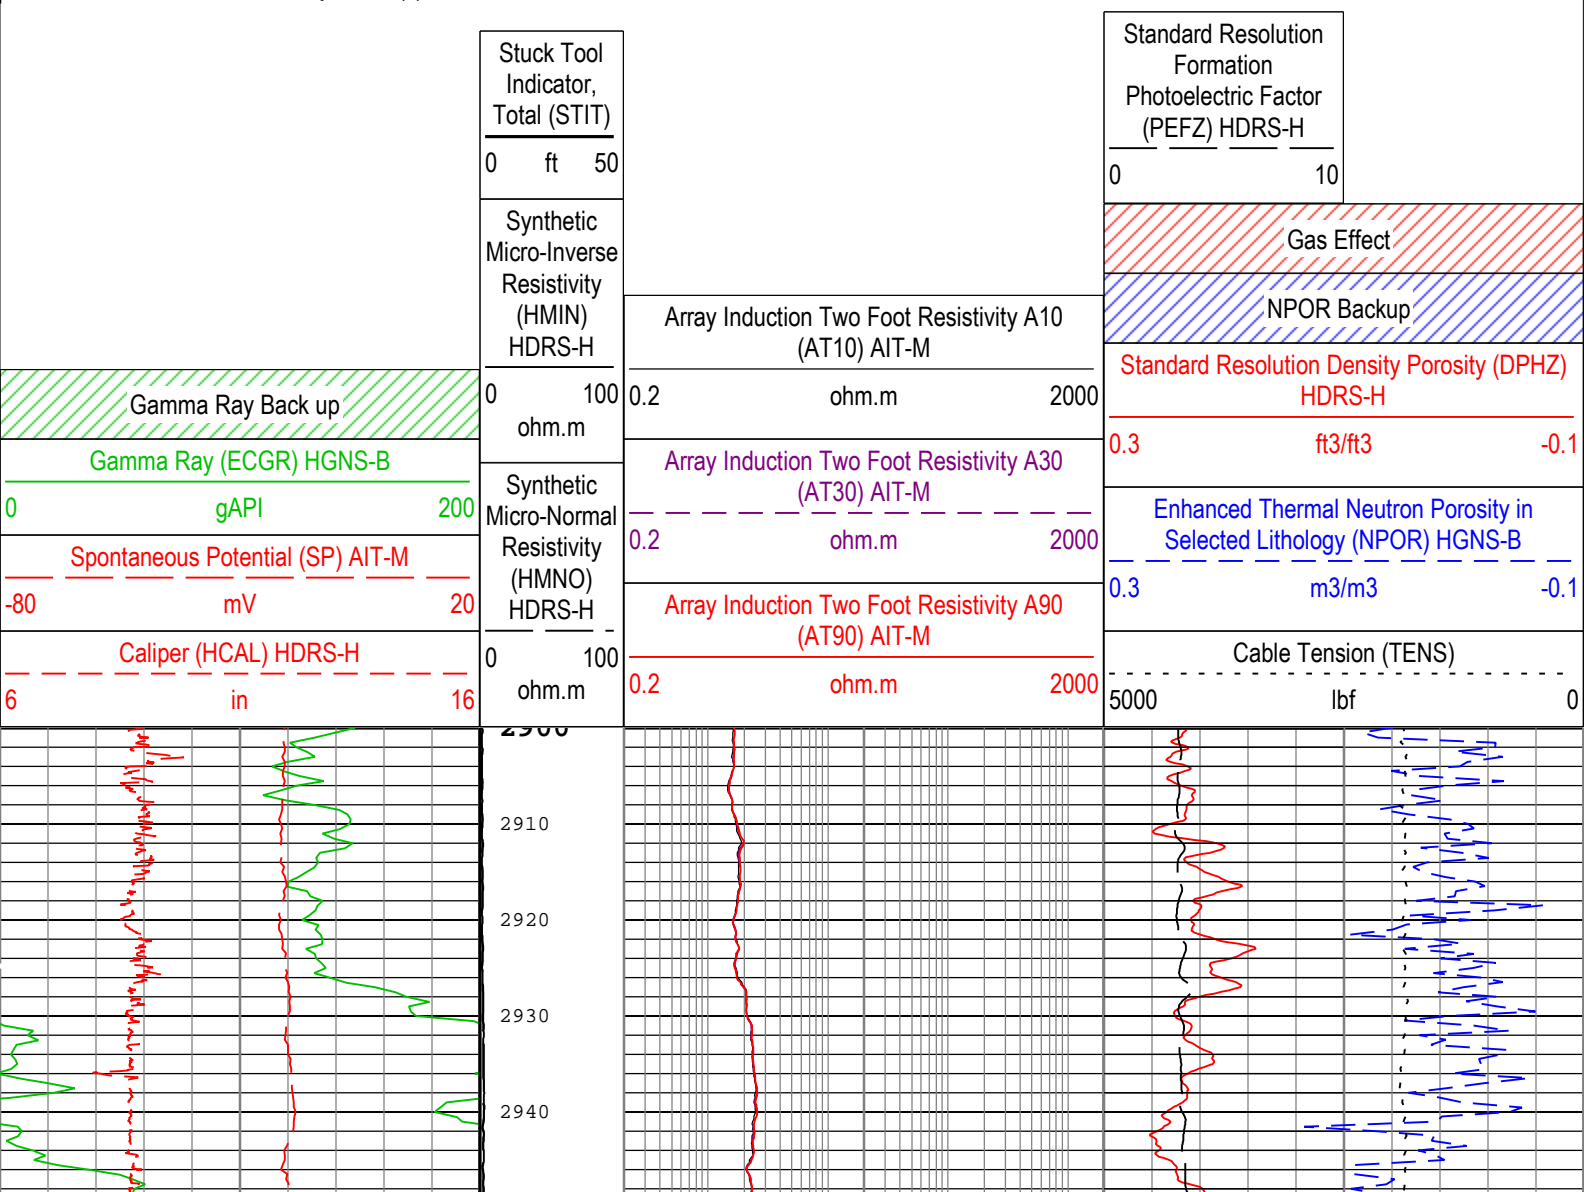 Stuck Tool
Indicator,
Total (STIT)
0 ft 50
Synthetic
Micro-Inverse
Resistivity
(HMIN)
HDRS-H
0 100
ohm.m
Synthetic
Micro-Normal
Resistivity
(HMNO)
HDRS-H
0 100
ohm.m
Gamma Ray Back up
Gamma Ray (ECGR) HGNS-B
0 gAPI 200
Spontaneous Potential (SP) AIT-M
-80 mV 20
Caliper (HCAL) HDRS-H
6 in 16
Array Induction Two Foot Resistivity A10
(AT10) AIT-M
0.2 ohm.m 2000
Array Induction Two Foot Resistivity A30
(AT30) AIT-M
0.2 ohm.m 2000
Array Induction Two Foot Resistivity A90
(AT90) AIT-M
0.2 ohm.m 2000
Standard Resolution
Formation
Photoelectric Factor
(PEFZ) HDRS-H
0 10
Gas Effect
NPOR Backup
Standard Resolution Density Porosity (DPHZ)
HDRS-H
0.3 ft3/ft3 -0.1
Enhanced Thermal Neutron Porosity in
Selected Lithology (NPOR) HGNS-B
0.3 m3/m3 -0.1
Cable Tension (TENS)
5000 lbf 0
2900
2910
2920
2930
2940